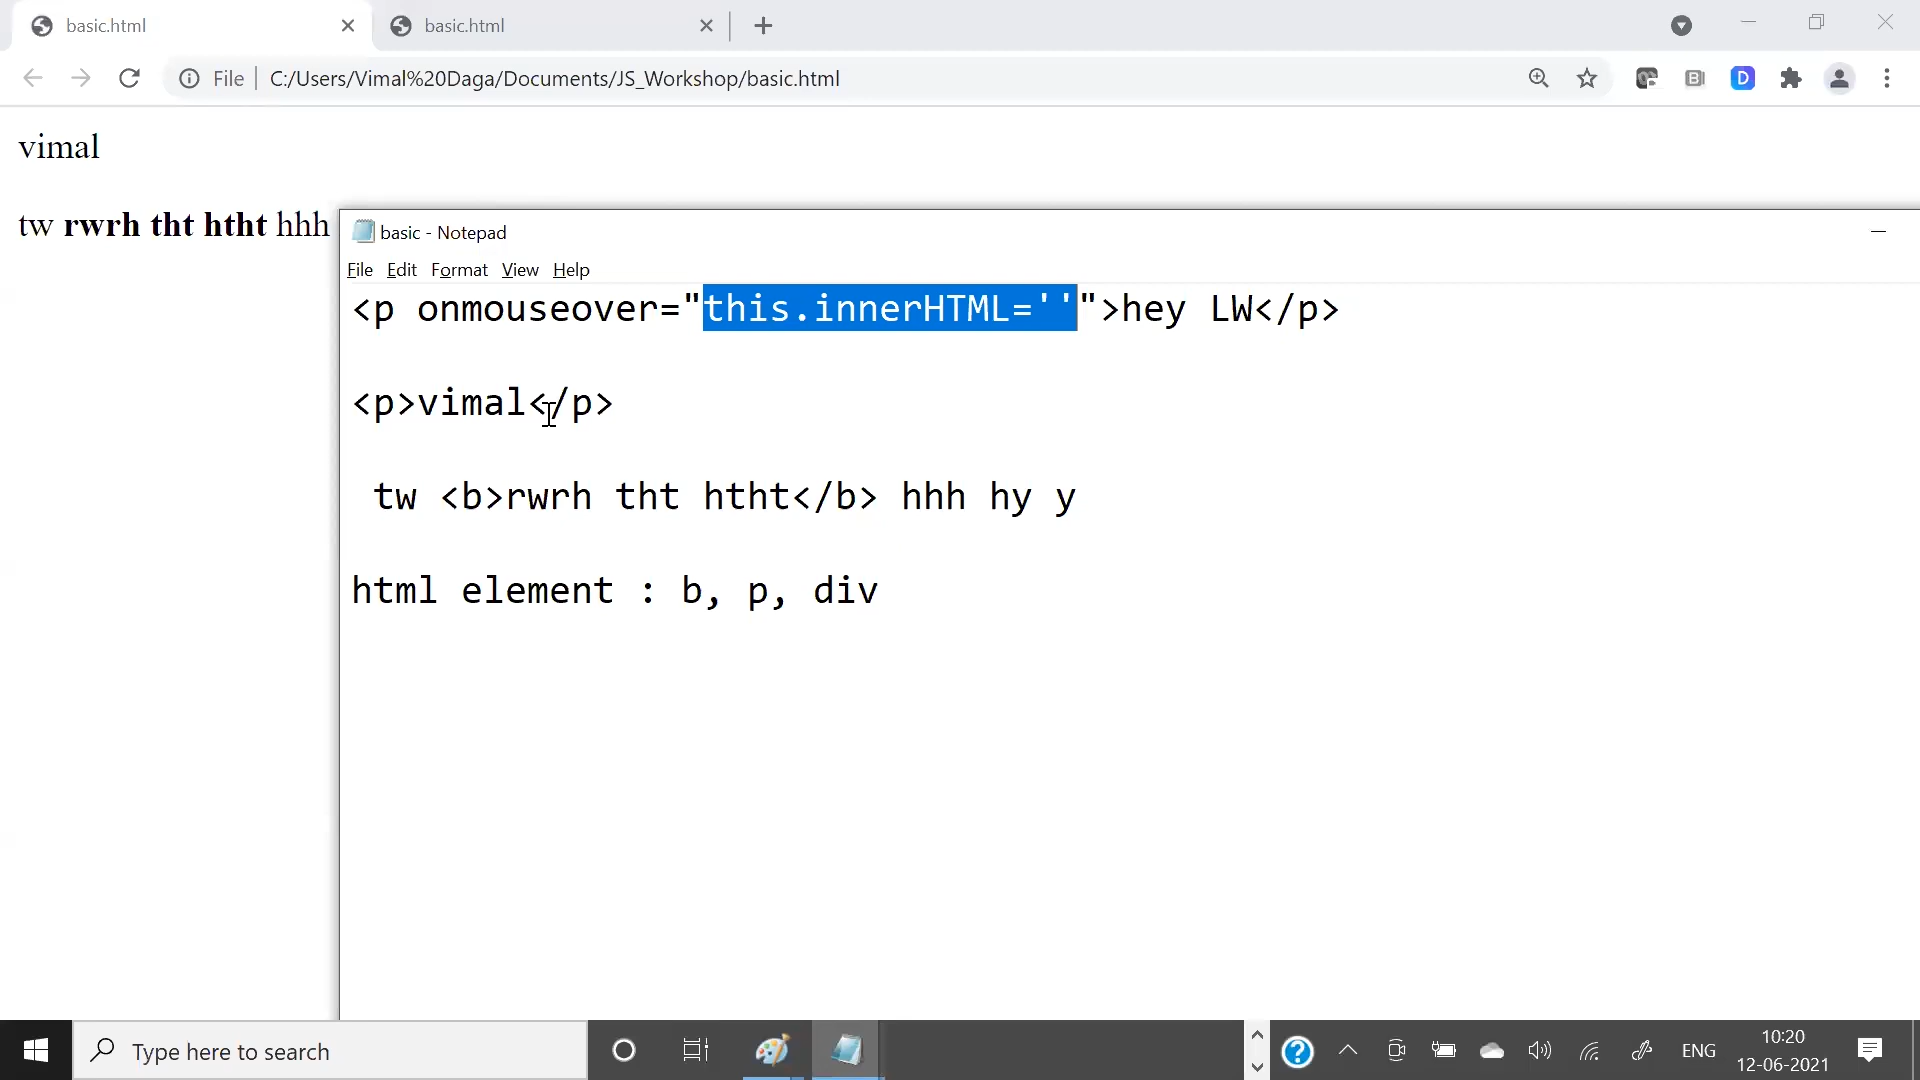 basic.html
basic.html
File C:/Users/Vimal%20Daga/Documents/JS_Workshop/basic.html
D
vimal
tw rwrh tht htht hhh
basic - Notepad
File Edit Format View Help
<p onmouseover="this.innerHTML=''">hey LW</p>
<p>vimal</p>
tw <b>rwrh tht htht</b> hhh hy y
html element : b, p, div
Type here to search
ENG
10:20
12-06-2021